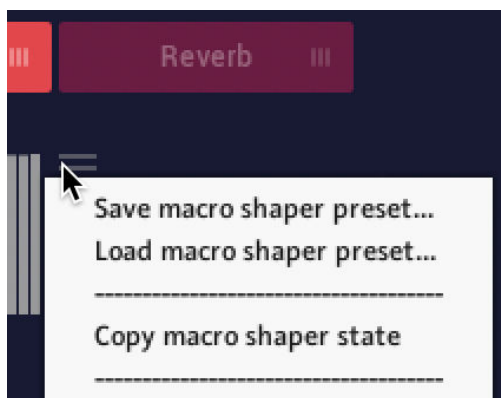 Reverb
Save macro shaper preset...
Load macro shaper preset...
------------------------------------
Copy macro shaper state
------------------------------------